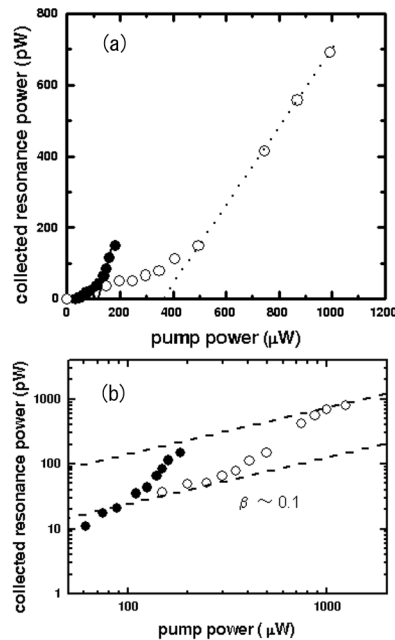 (a)
collected resonance power (pW)
800
600
400
200
0
0 200 400 600 800 1000 1200
pump power (μW)
(b)
collected resonance power (pW)
1000
100
10
1
β ~ 0.1
100 1000
pump power (μW)